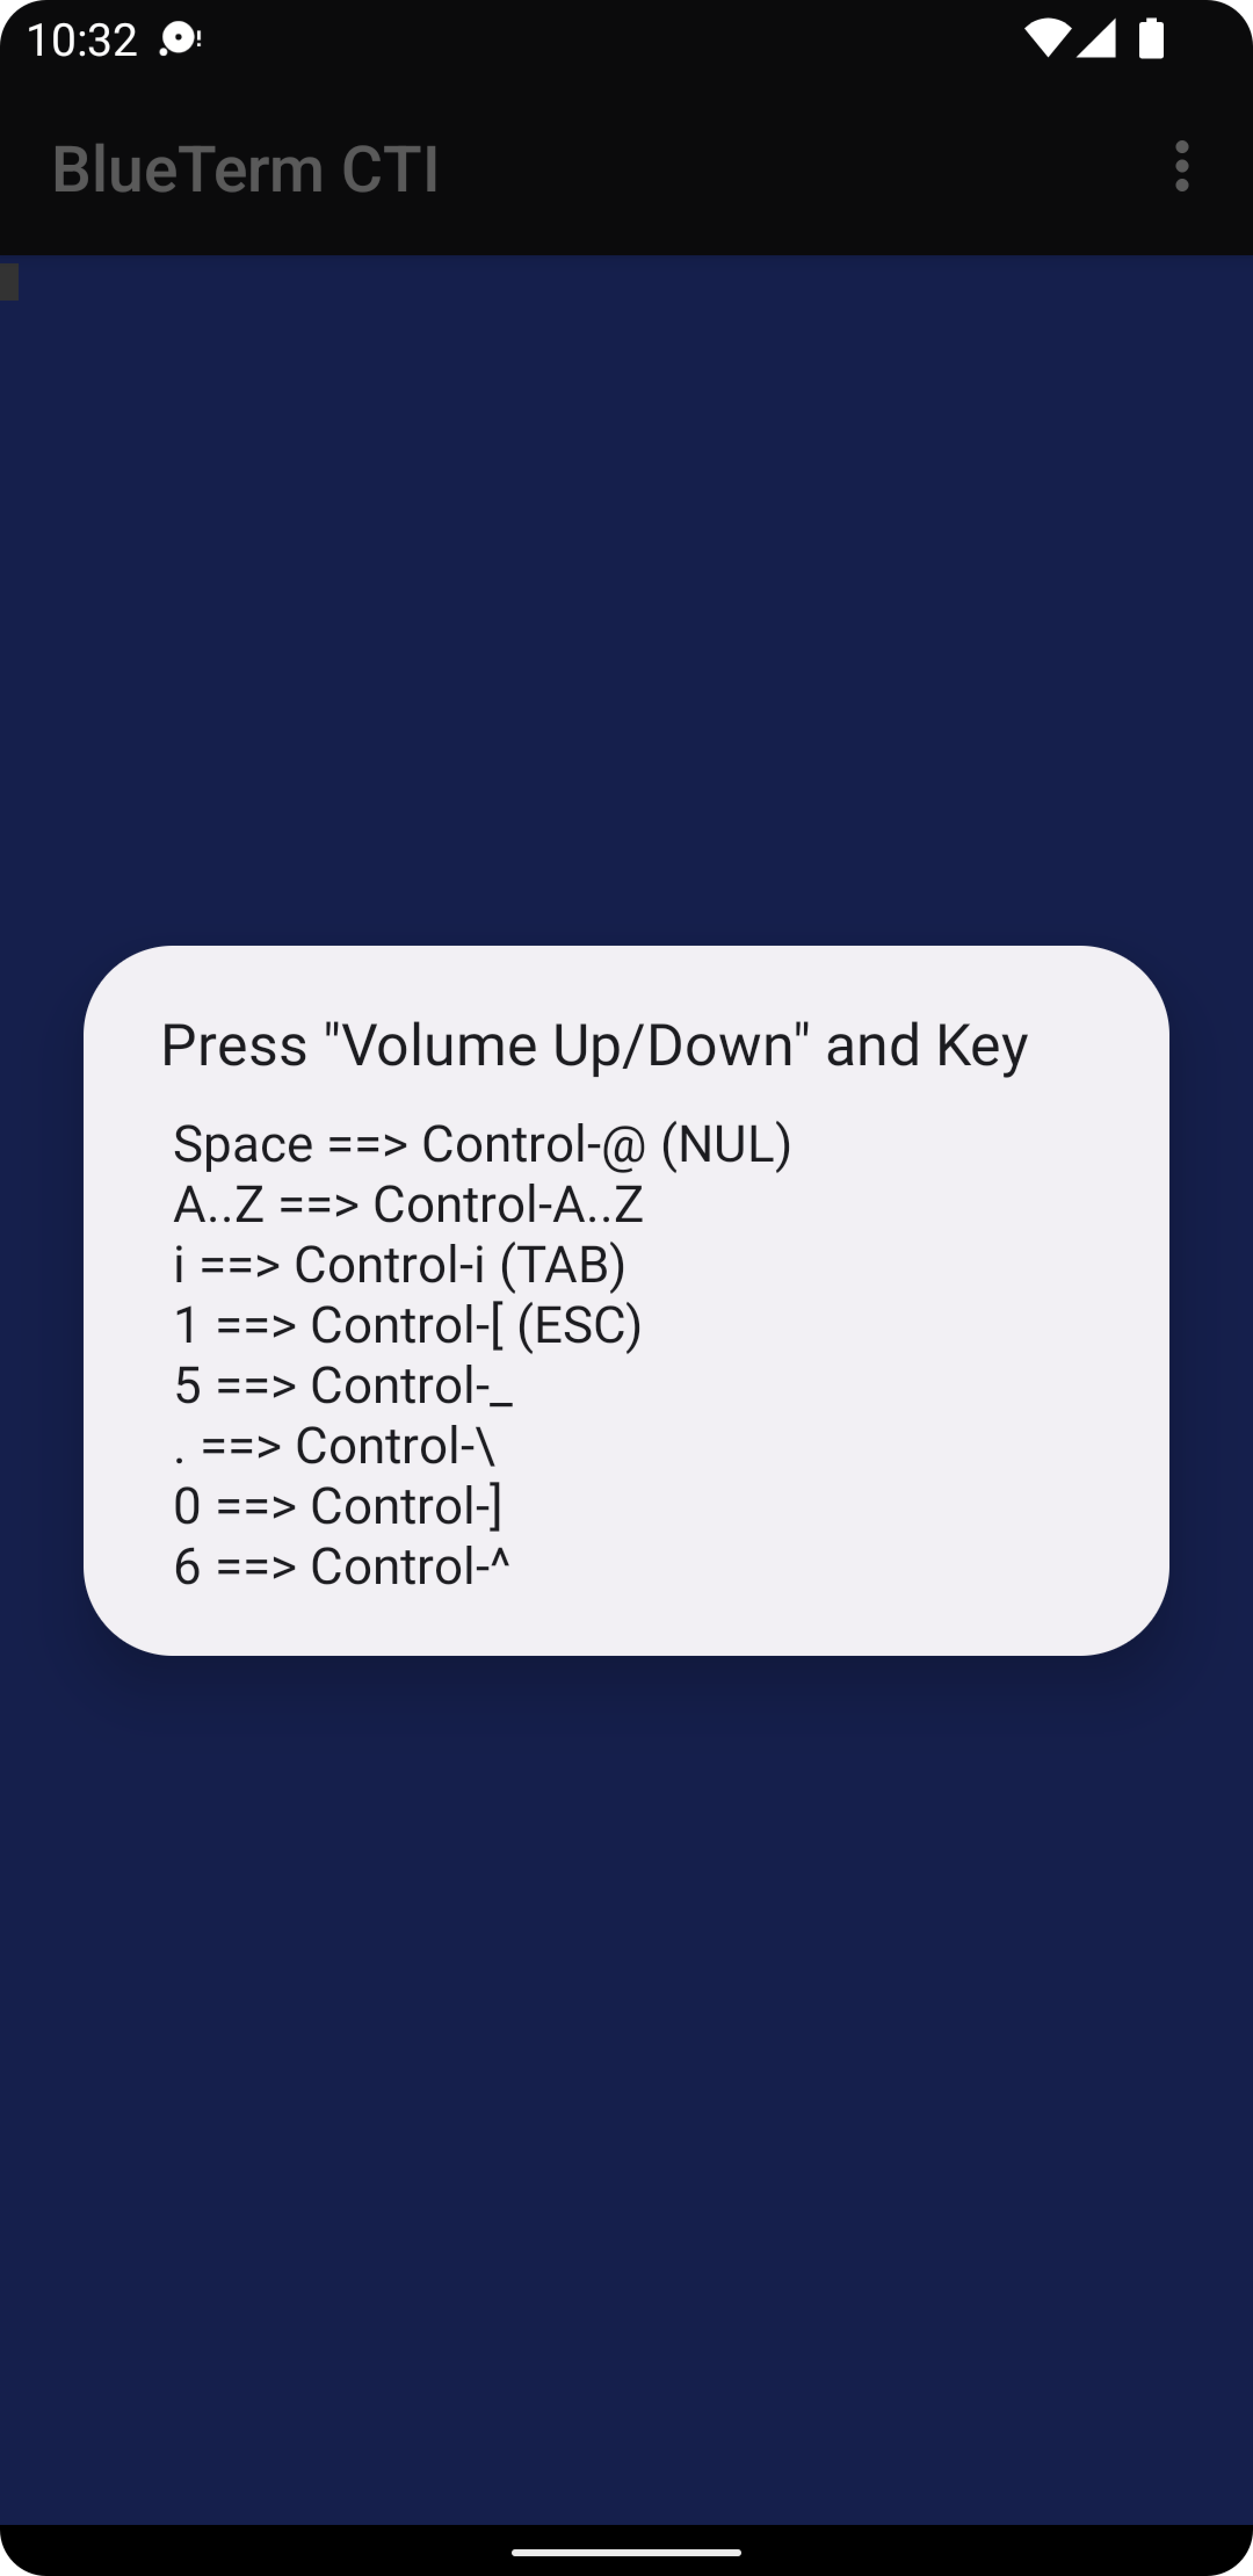 10:32
BlueTerm CTI
Press "Volume Up/Down" and Key
Space ==> Control-@ (NUL)
A..Z ==> Control-A..Z
i ==> Control-i (TAB)
1 ==> Control-[ (ESC)
5 ==> Control-_
. ==> Control-\
0 ==> Control-]
6 ==> Control-^